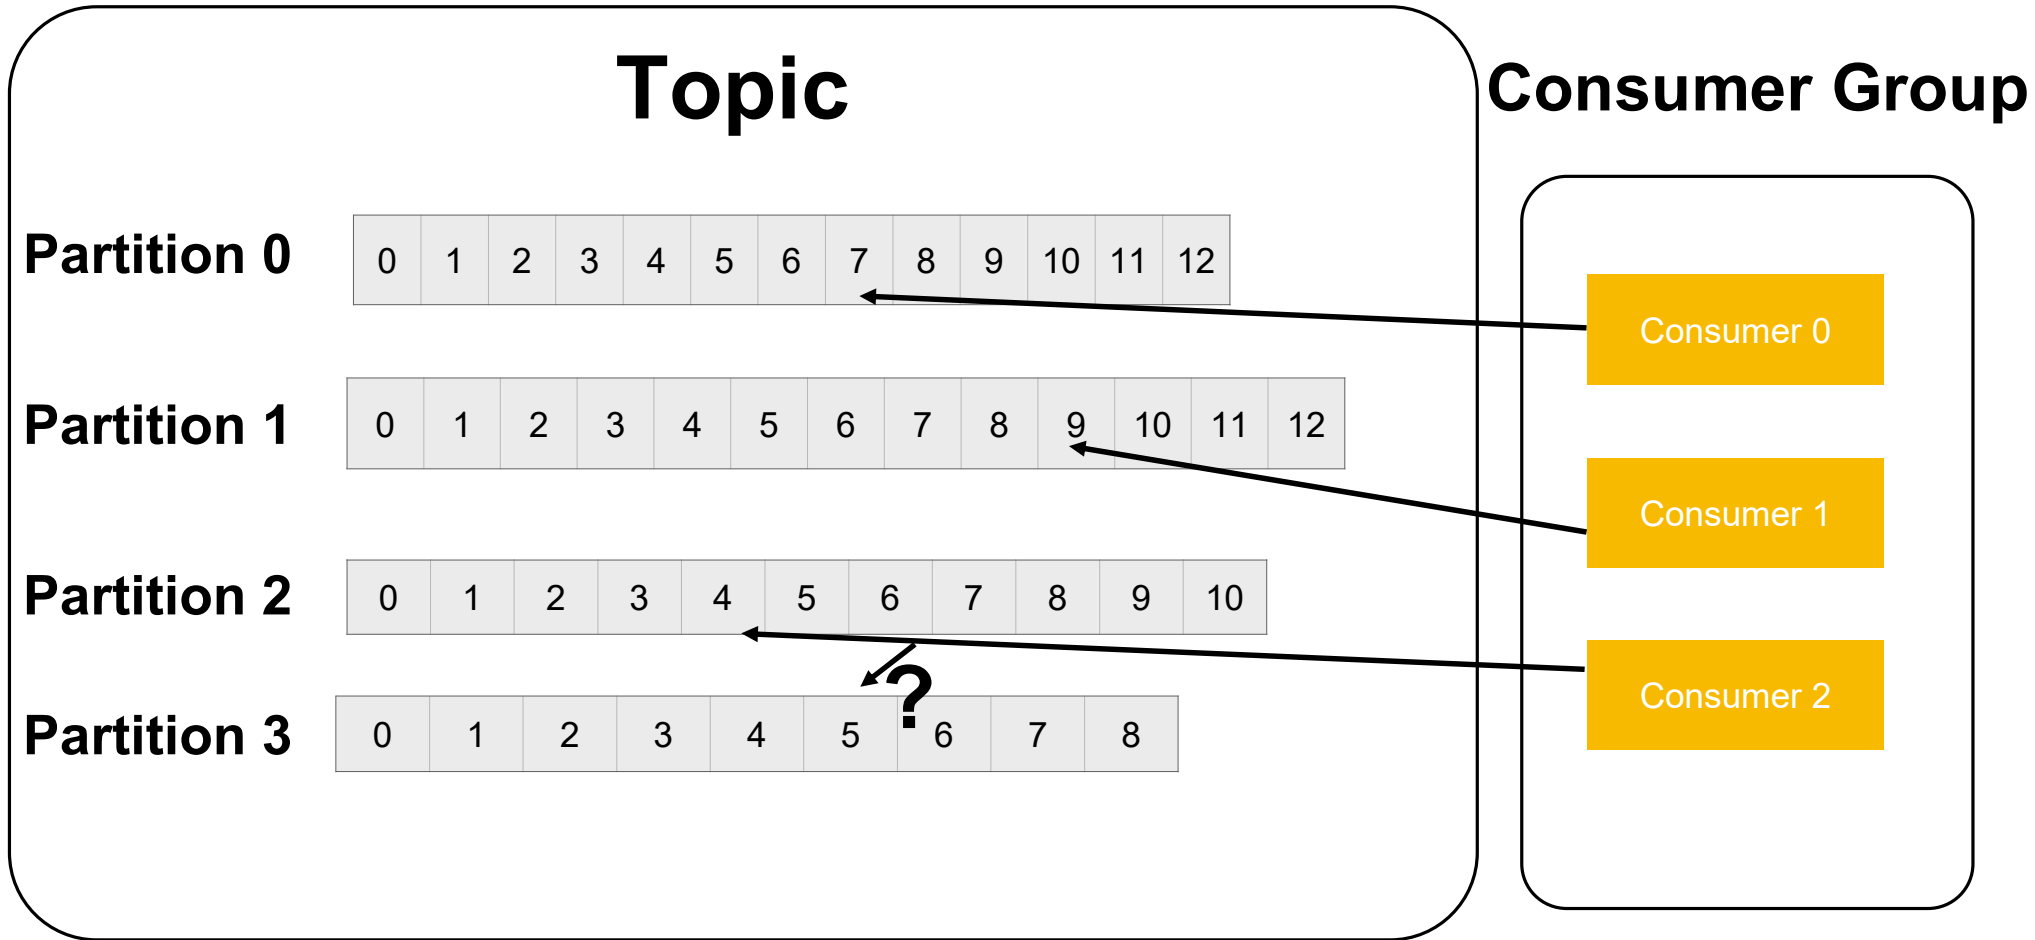 Topic
Consumer Group
Partition 0
0 1 2 3 4 5 6 7 8 9 10 11 12
Consumer 0
Partition 1
0 1 2 3 4 5 6 7 8 9 10 11 12
Consumer 1
Partition 2
0 1 2 3 4 5 6 7 8 9 10
?
Consumer 2
Partition 3
0 1 2 3 4 5 6 7 8